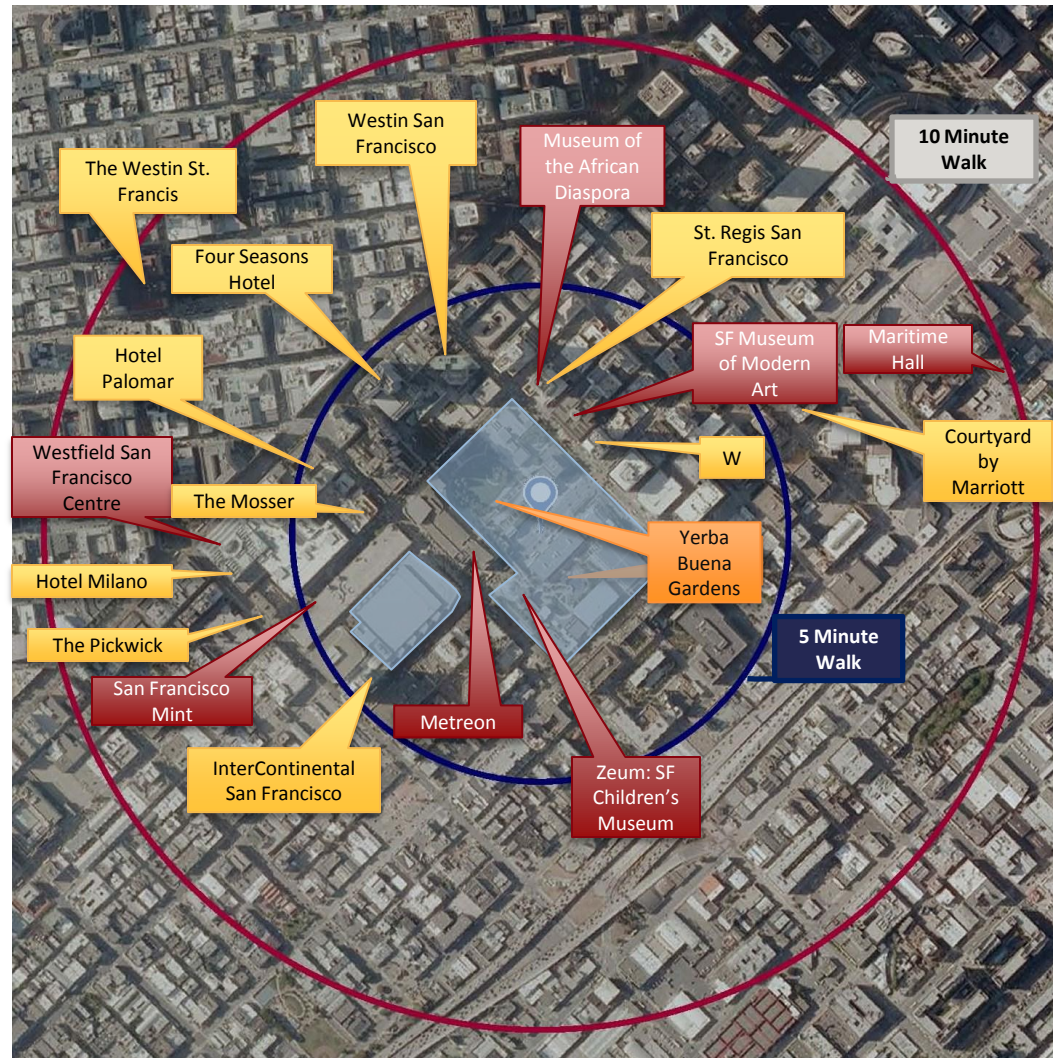 Westin San
Francisco
Museum of
the African
Diaspora
10 Minute
Walk
The Westin St.
Francis
St. Regis San
Francisco
Four Seasons
Hotel
SF Museum
of Modern
Art
Maritime
Hall
Hotel
Palomar
Westfield San
Francisco
Centre
W
Courtyard
by
Marriott
The Mosser
Yerba
Buena
Gardens
Hotel Milano
The Pickwick
5 Minute
Walk
San Francisco
Mint
Metreon
InterContinental
San Francisco
Zeum: SF
Children’s
Museum